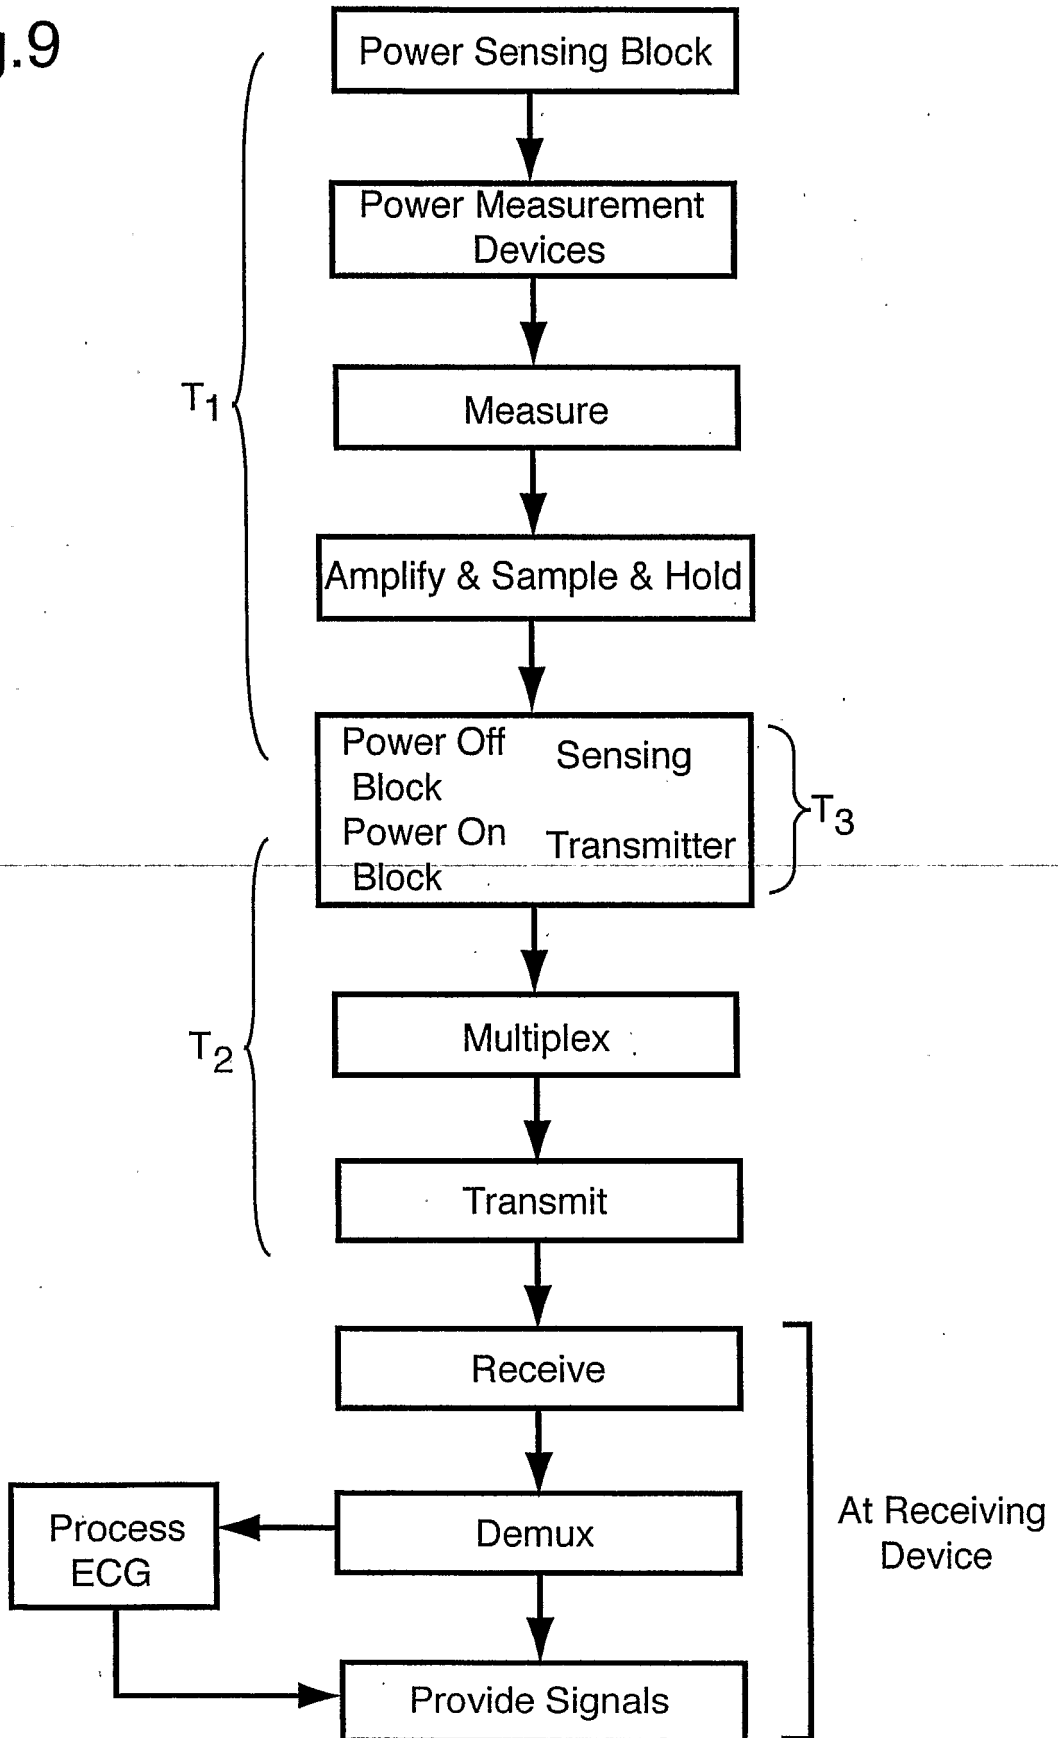 .9
Power Sensing Block
Power Measurement
Devices
T1
Measure
Amplify & Sample & Hold
Power Off Sensing
Block
Power On Transmitter
Block
T3
T2
Multiplex
Transmit
Receive
Demux
Process
ECG
At Receiving
Device
Provide Signals